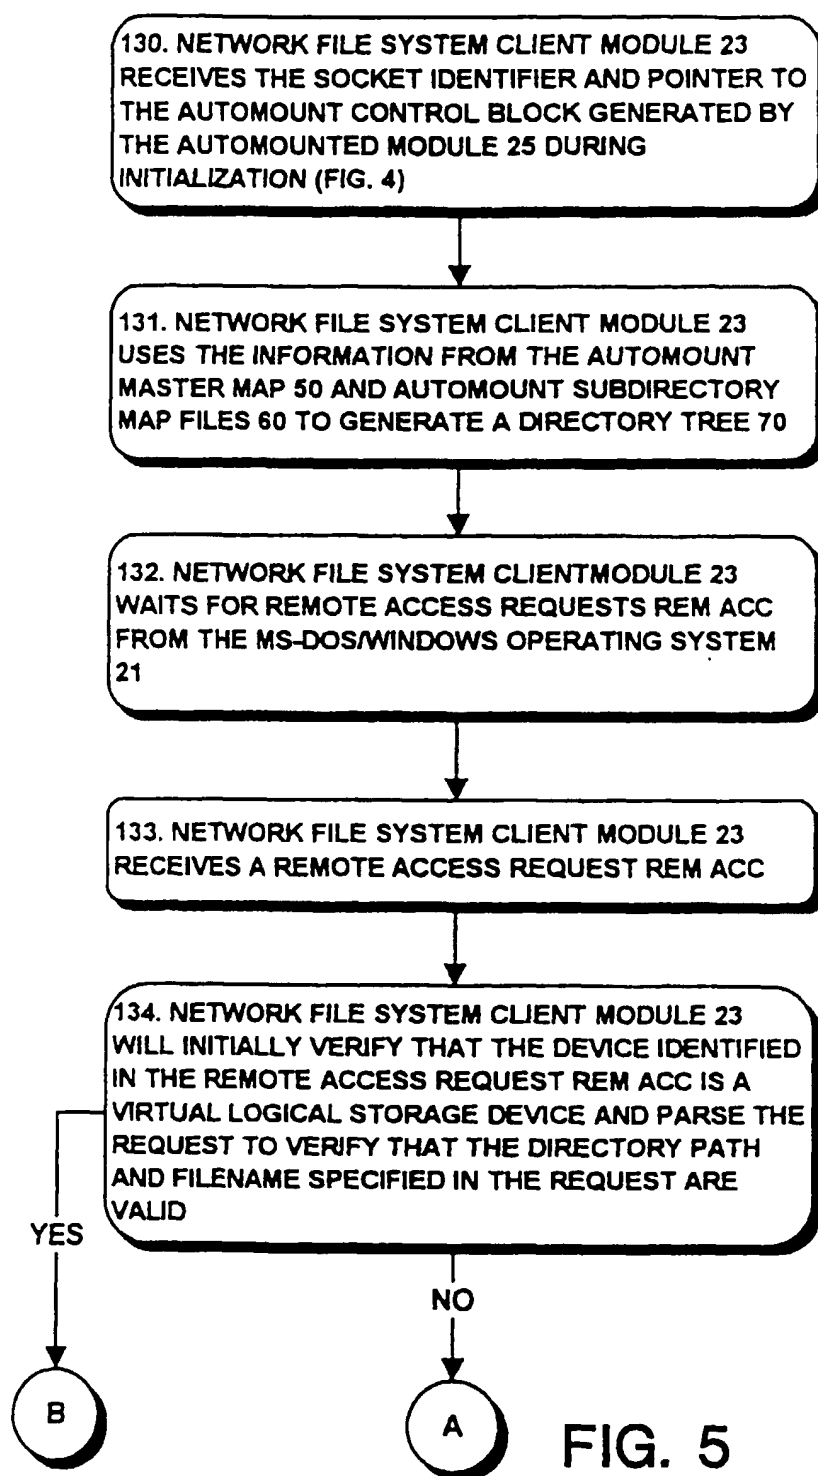 130. NETWORK FILE SYSTEM CLIENT MODULE 23
RECEIVES THE SOCKET IDENTIFIER AND POINTER TO
THE AUTOMOUNT CONTROL BLOCK GENERATED BY
THE AUTOMOUNTED MODULE 25 DURING
INITIALIZATION (FIG. 4)
131. NETWORK FILE SYSTEM CLIENT MODULE 23
USES THE INFORMATION FROM THE AUTOMOUNT
MASTER MAP 50 AND AUTOMOUNT SUBDIRECTORY
MAP FILES 60 TO GENERATE A DIRECTORY TREE 70
132. NETWORK FILE SYSTEM CLIENTMODULE 23
WAITS FOR REMOTE ACCESS REQUESTS REM ACC
FROM THE MS-DOS/WINDOWS OPERATING SYSTEM
21
133. NETWORK FILE SYSTEM CLIENT MODULE 23
RECEIVES A REMOTE ACCESS REQUEST REM ACC
134. NETWORK FILE SYSTEM CLIENT MODULE 23
WILL INITIALLY VERIFY THAT THE DEVICE IDENTIFIED
IN THE REMOTE ACCESS REQUEST REM ACC IS A
VIRTUAL LOGICAL STORAGE DEVICE AND PARSE THE
REQUEST TO VERIFY THAT THE DIRECTORY PATH
AND FILENAME SPECIFIED IN THE REQUEST ARE
VALID
YES
NO
B
A
FIG. 5